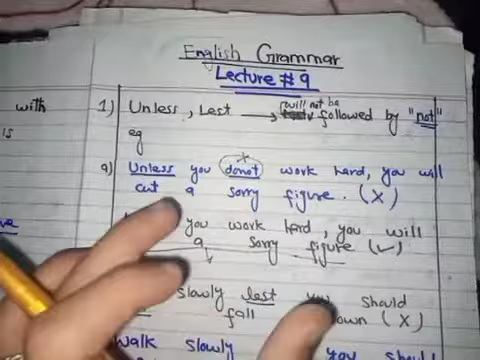 English Grammar
Lecture # 9
with
is
1) Unless, Lest → will not be followed by "not"
eg
a) Unless you donot work hard, you will
cut a sorry figure. (X)
you work hard, you will
a sorry figure (✓)
slowly lest you should
fall down (X)
walk slowly you should